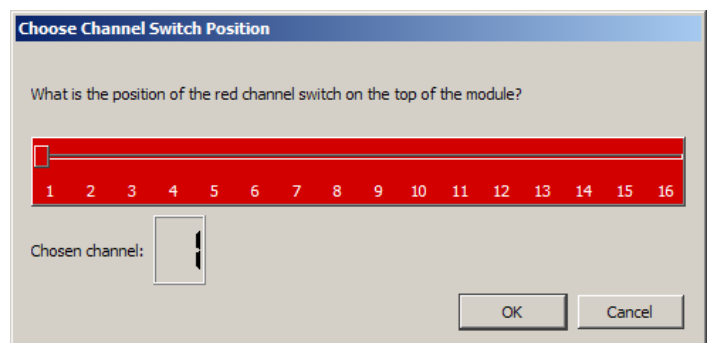 Choose Channel Switch Position
What is the position of the red channel switch on the top of the module?
1 2 3 4 5 6 7 8 9 10 11 12 13 14 15 16
Chosen channel: 1
OK Cancel